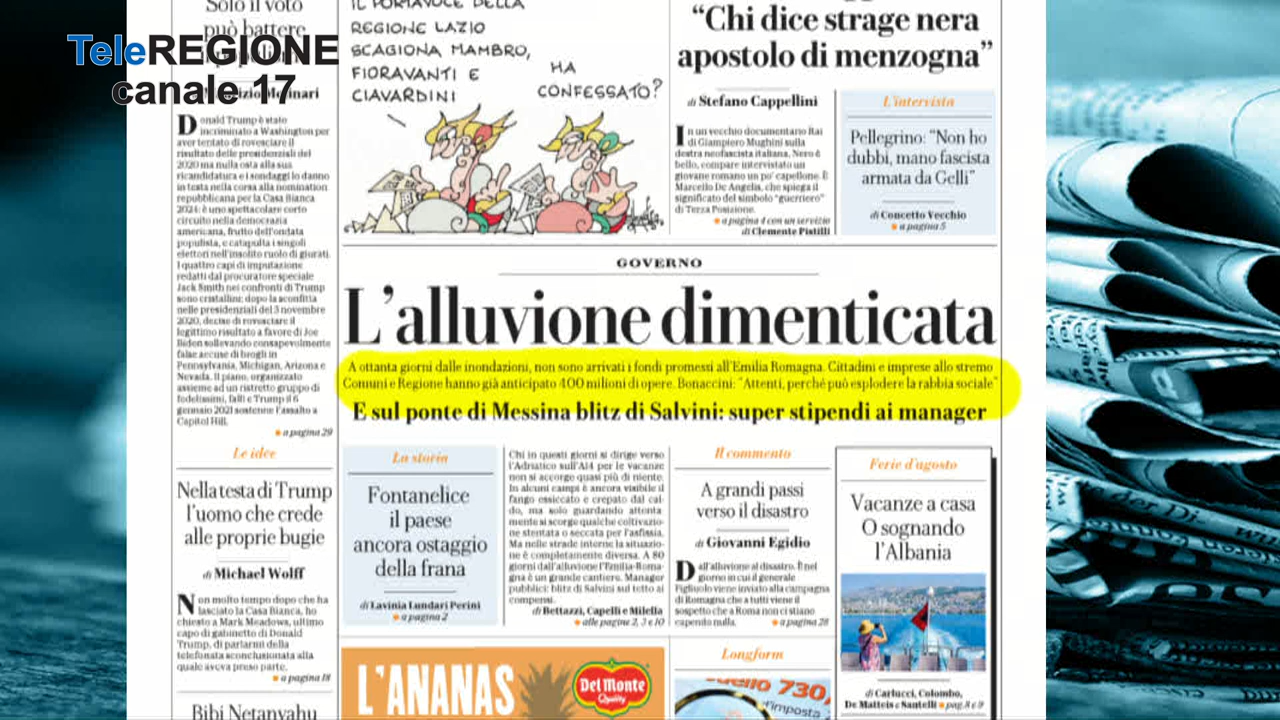 TeleREGIONE
canale 17
Solo il voto
può battere
Donald Trump è stato
incriminato a Washington per
aver tentato di rovesciare il
risultato delle presidenziali del
2020 ma nulla osta alla sua
ricandidatura e i sondaggi lo danno
in testa nella corsa alla nomination
repubblicana per la Casa Bianca
2024: è uno spettacolare corto
circuito nella democrazia
americana, frutto dell'ondata
populista, e catapulta i singoli
elettori nell'insolito ruolo di giurati.
I quattro capi di imputazione
redatti dal procuratore speciale
Jack Smith nei confronti di Trump
sono cristallini: dopo la sconfitta
nelle presidenziali del 3 novembre
2020, decise di rovesciare il
legittimo risultato a favore di Joe
Biden sollevando consapevolmente
false accuse di brogli in
Pennsylvania, Michigan, Arizona e
Nevada. Il piano, organizzato
assieme ad un ristretto gruppo di
fedelissimi, fallì e Trump il 6
gennaio 2021 sostenne l'assalto a
Capitol Hill.
a pagina 29
Le idee
Nella testa di Trump
l'uomo che crede
alle proprie bugie
di Michael Wolff
Non molto tempo dopo che ha
lasciato la Casa Bianca, ho
chiesto a Mark Meadows, ultimo
capo di gabinetto di Donald
Trump, di parlarmi della
telefonata sconclusionata alla
quale aveva preso parte.
a pagina 18
Bibi Netanyahu
IL PORTAVOCE DELLA
REGIONE LAZIO
SCAGIONA MAMBRO,
FIORAVANTI E
CIAVARDINI
HA
CONFESSATO?
"Chi dice strage nera
apostolo di menzogna"
di Stefano Cappellini
In un vecchio documentario Rai
di Giampiero Mughini sulla
destra neofascista italiana, Nero è
bello, compare intervistato un
giovane romano un po' capellone. È
Marcello De Angelis, che spiega il
significato del simbolo "guerriero"
di Terza Posizione.
a pagina 4 con un servizio
di Clemente Pistilli
L'intervista
Pellegrino: "Non ho
dubbi, mano fascista
armata da Gelli"
di Concetto Vecchio
a pagina 5
GOVERNO
L'alluvione dimenticata
A ottanta giorni dalle inondazioni, non sono arrivati i fondi promessi all'Emilia Romagna. Cittadini e imprese allo stremo
Comuni e Regione hanno già anticipato 400 milioni di opere. Bonaccini: "Attenti, perché può esplodere la rabbia sociale"
E sul ponte di Messina blitz di Salvini: super stipendi ai manager
La storia
Fontanelice
il paese
ancora ostaggio
della frana
di Lavinia Lundari Perini
a pagina 2
Chi in questi giorni si dirige verso
l'Adriatico sull'A14 per le vacanze
non si accorge quasi più di niente.
In alcuni campi è ancora visibile il
fango essiccato e crepato dal cal-
do, ma solo guardando attenta
mente si scorge qualche coltivazio-
ne stentata o seccata per l'asfissia.
Ma nelle strade interne la situazio-
ne è completamente diversa. A 80
giorni dall'alluvione l'Emilia-Roma-
gna è un grande cantiere. Manager
pubblici: blitz di Salvini sul tetto ai
compensi.
di Bettazzi, Capelli e Milella
alle pagine 2, 3 e 10
Il commento
A grandi passi
verso il disastro
di Giovanni Egidio
Dall'alluvione al disastro. È nel
giorno in cui il generale
Figliuolo viene inviato alla campagna
di Romagna che a tutti viene il
sospetto che a Roma non ci stiano
capendo nulla.
a pagina 28
Ferie d'agosto
Vacanze a casa
O sognando
l'Albania
di Carlucci, Colombo,
De Matteis e Santelli
pag. 8 e 9
L'ANANAS
Del Monte
Quality
Longform
730
l'imposta